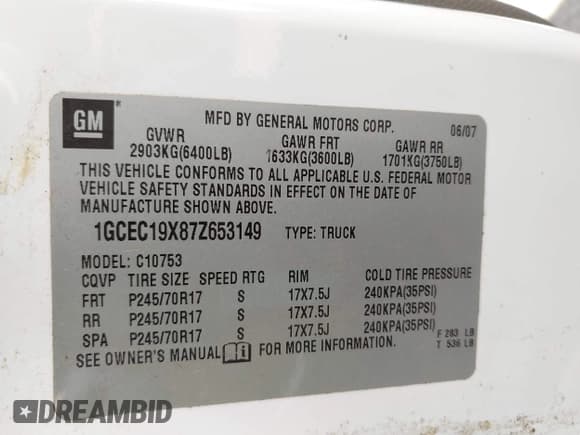 GM
MFD BY GENERAL MOTORS CORP. 06/07
GVWR GAWR FRT GAWR RR
2903KG(6400LB) 1633KG(3600LB) 1701KG(3750LB)
THIS VEHICLE CONFORMS TO ALL APPLICABLE U.S. FEDERAL MOTOR
VEHICLE SAFETY STANDARDS IN EFFECT ON THE DATE OF
MANUFACTURE SHOWN ABOVE.
1GCEC19X87Z653149 TYPE: TRUCK
MODEL: C10753
CQVP TIRE SIZE SPEED RTG RIM COLD TIRE PRESSURE
FRT P245/70R17 S 17X7.5J 240KPA(35PSI)
RR P245/70R17 S 17X7.5J 240KPA(35PSI)
SPA P245/70R17 S 17X7.5J 240KPA(35PSI)
F 283 LB
T 536 LB
SEE OWNER'S MANUAL FOR MORE INFORMATION.
DREAMBID